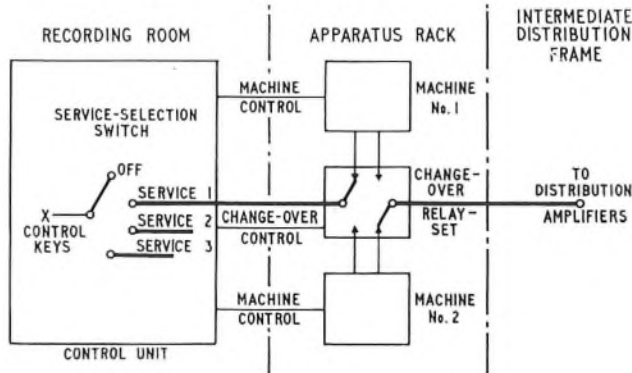 RECORDING ROOM
APPARATUS RACK
INTERMEDIATE
DISTRIBUTION
FRAME
SERVICE-SELECTION
SWITCH
OFF
X
CONTROL
KEYS
SERVICE 1
SERVICE 2
SERVICE 3
CONTROL UNIT
MACHINE
CONTROL
CHANGE-OVER
CONTROL
MACHINE
CONTROL
MACHINE
No. 1
CHANGE-
OVER
RELAY-
SET
MACHINE
No. 2
TO
DISTRIBUTION
AMPLIFIERS